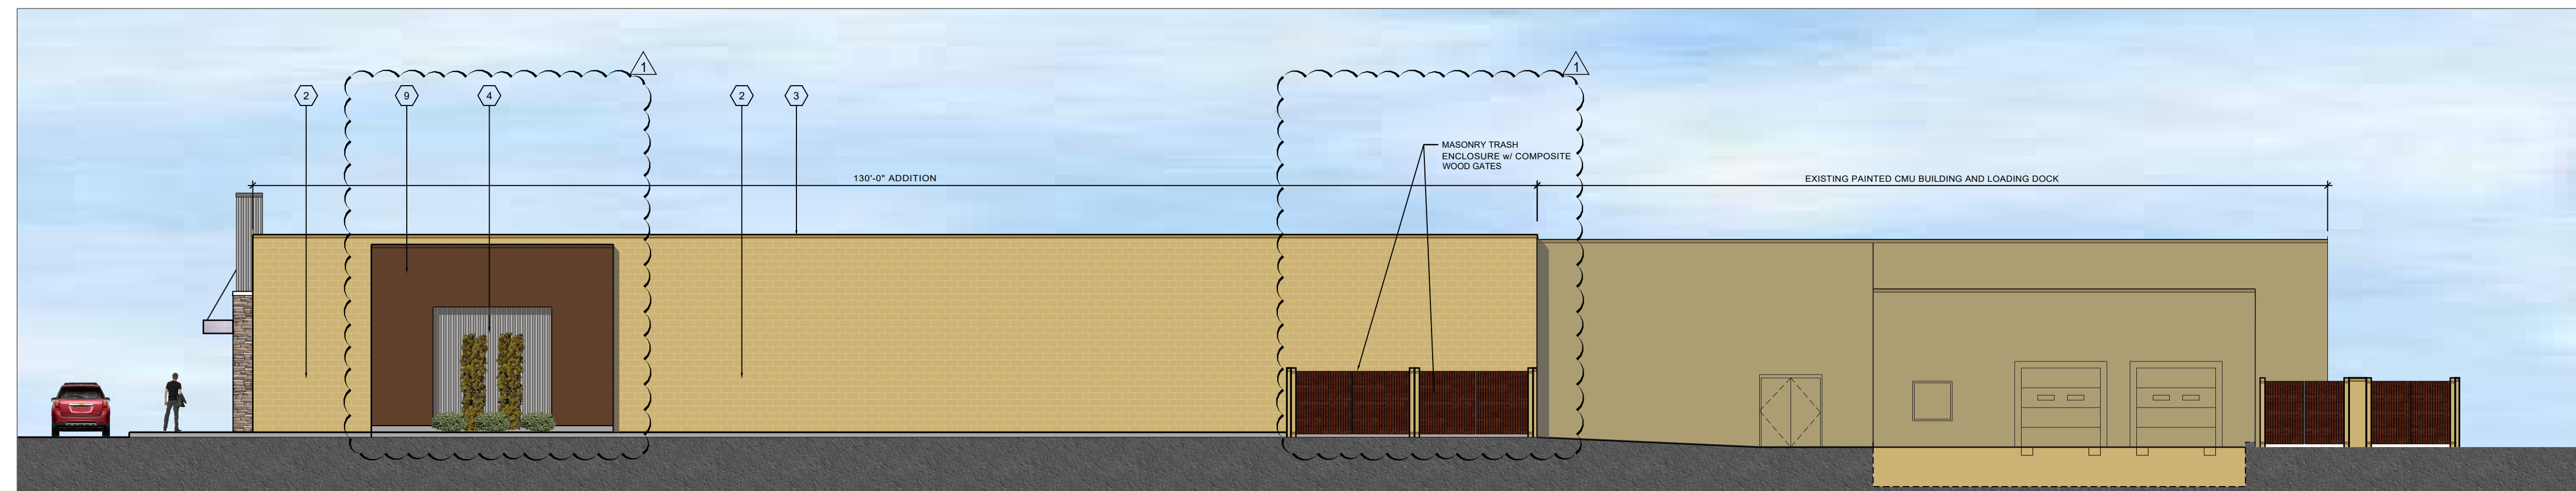 1
1
2
9
4
2
3
MASONRY TRASH
ENCLOSURE w/ COMPOSITE
WOOD GATES
130'-0" ADDITION
EXISTING PAINTED CMU BUILDING AND LOADING DOCK